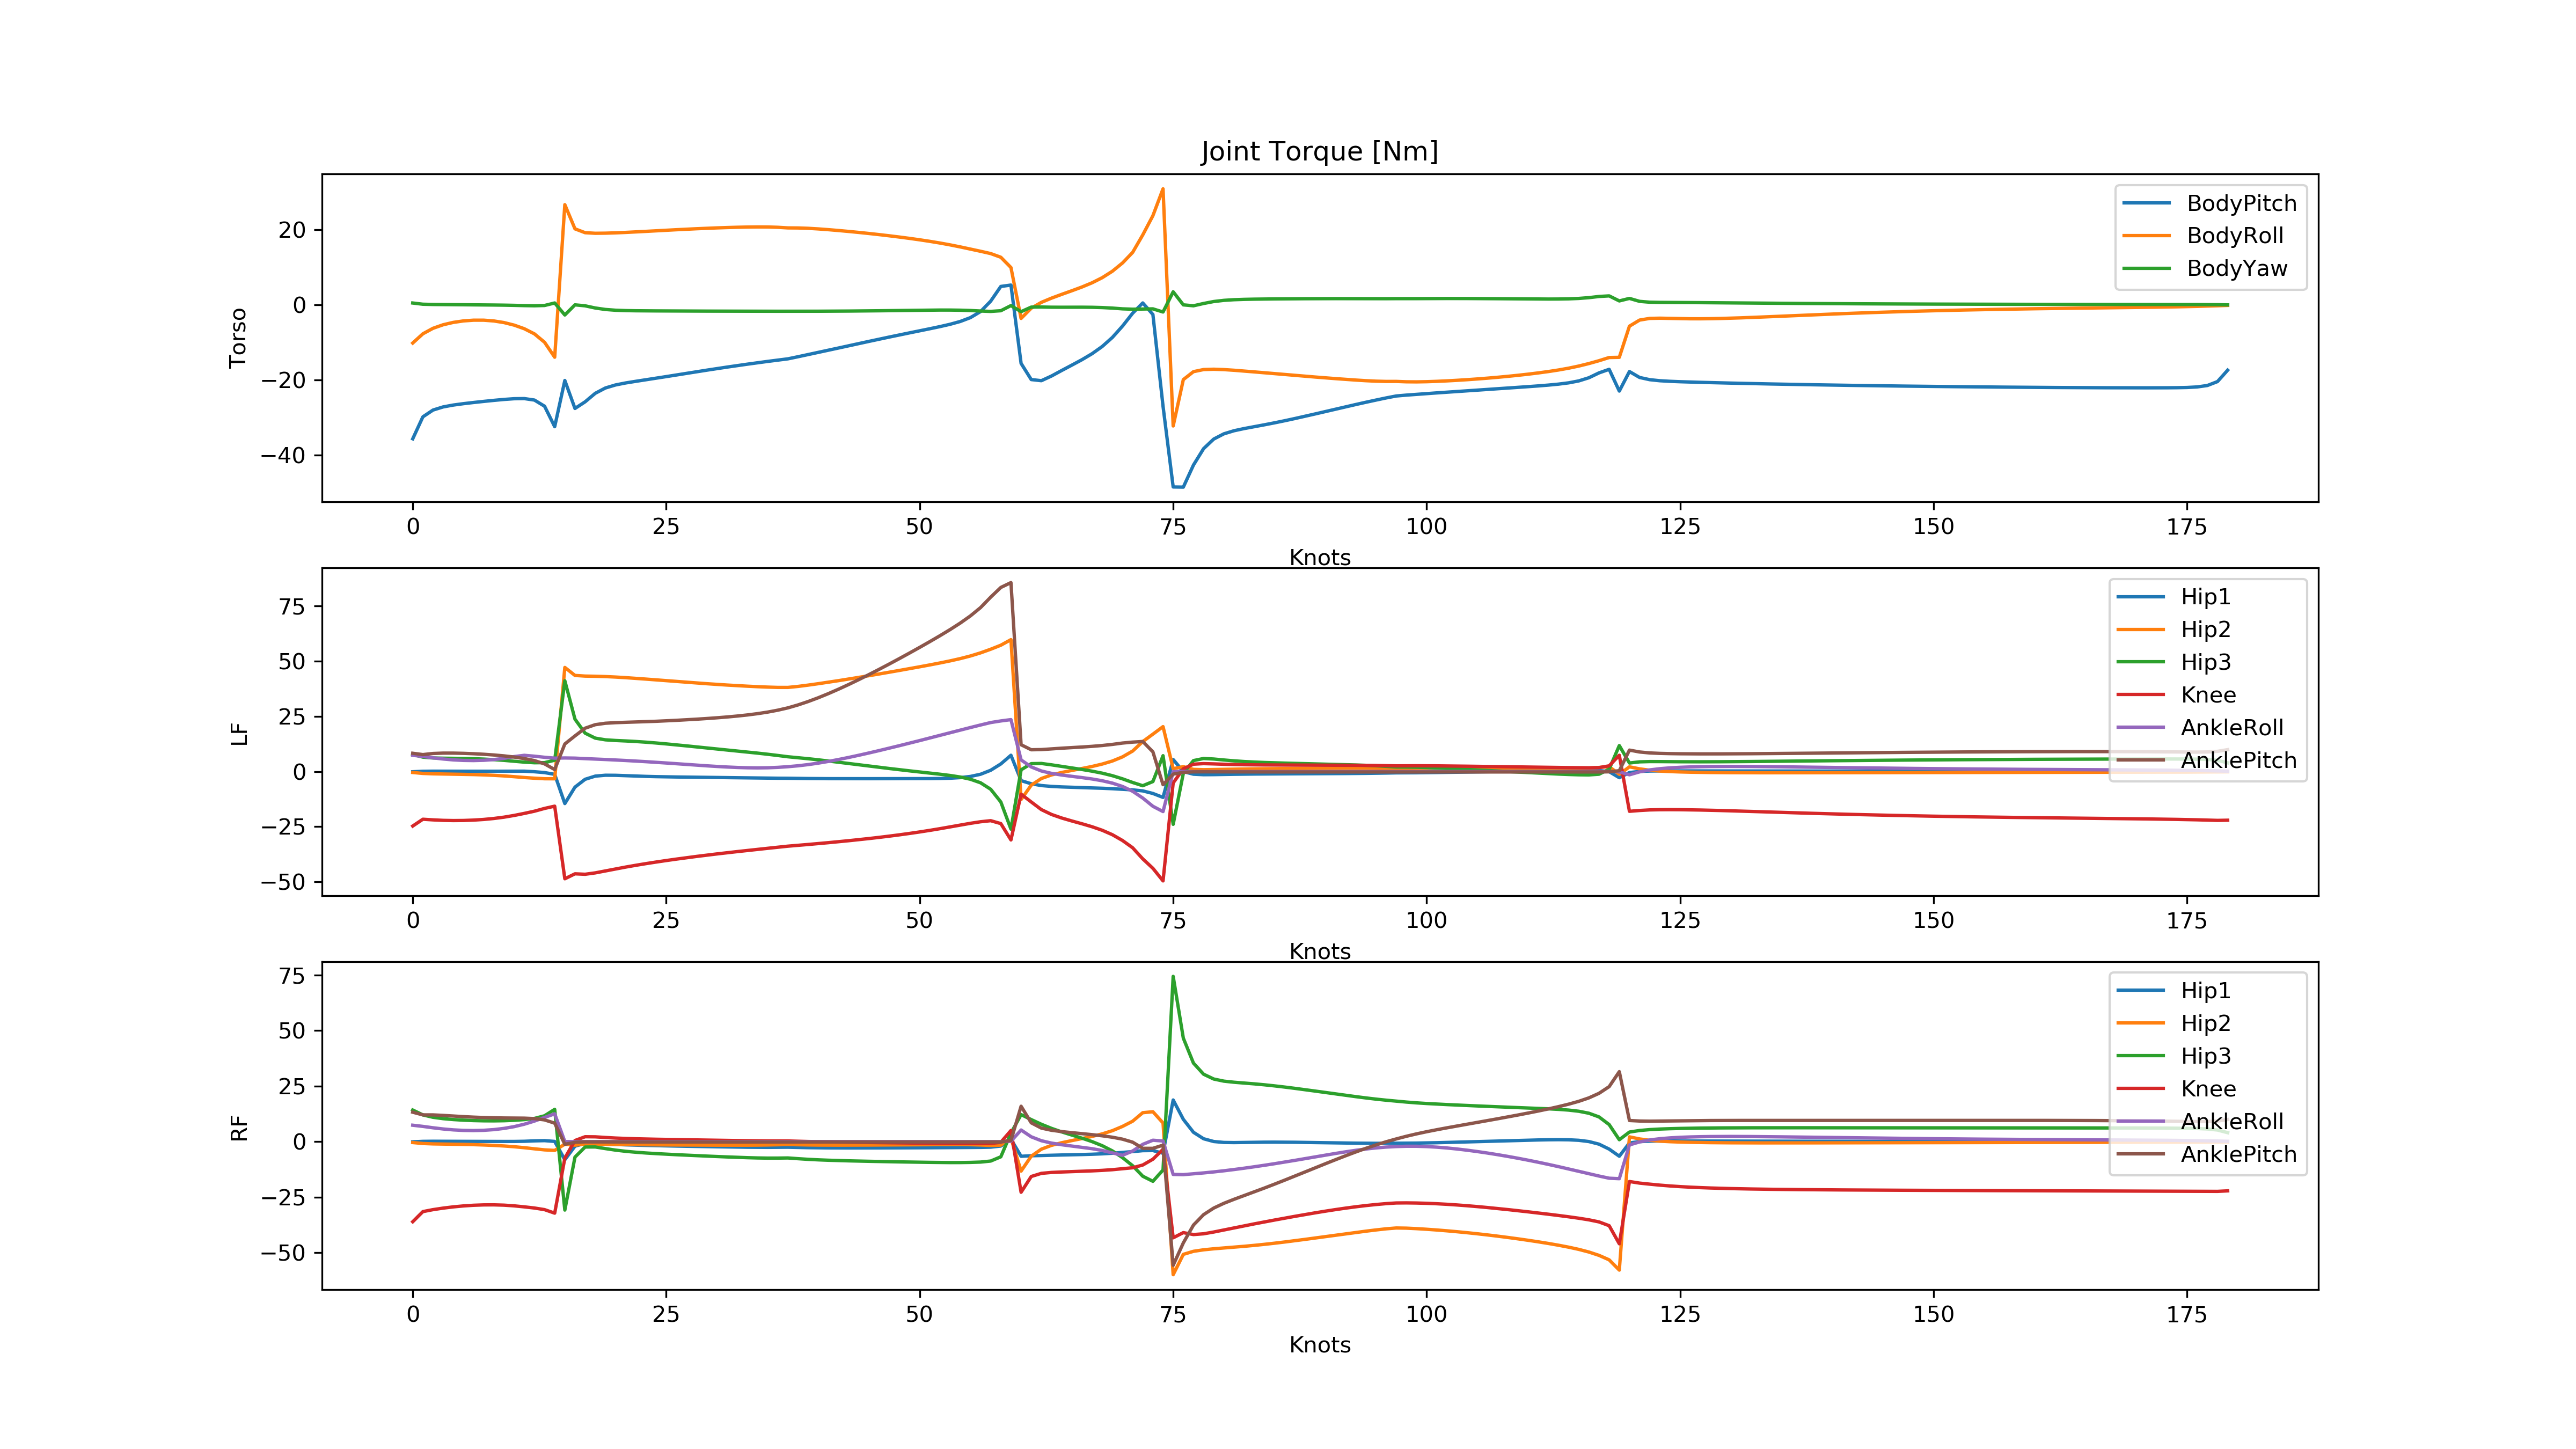 Joint Torque [Nm]
Torso
20
0
−20
−40
BodyPitch
BodyRoll
BodyYaw
0 25 50 75 100 125 150 175
Knots
LF
75
50
25
0
−25
−50
Hip1
Hip2
Hip3
Knee
AnkleRoll
AnklePitch
0 25 50 75 100 125 150 175
Knots
RF
75
50
25
0
−25
−50
Hip1
Hip2
Hip3
Knee
AnkleRoll
AnklePitch
0 25 50 75 100 125 150 175
Knots